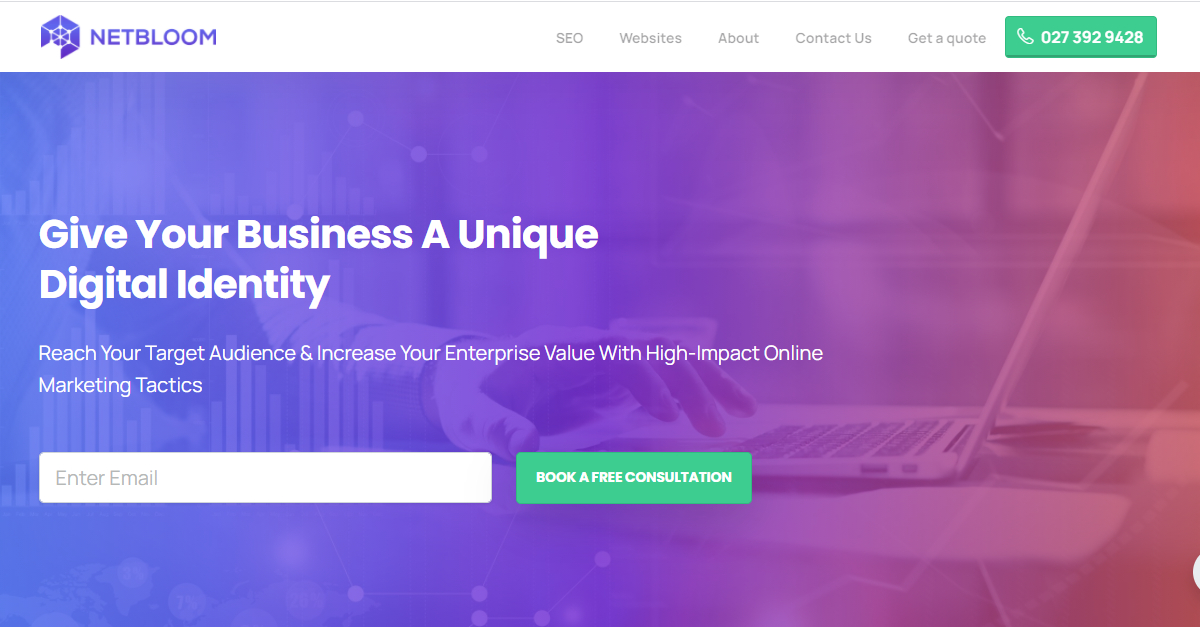 NETBLOOM
SEO Websites About Contact Us Get a quote 027 392 9428
Give Your Business A Unique
Digital Identity
Reach Your Target Audience & Increase Your Enterprise Value With High-Impact Online
Marketing Tactics
Enter Email
BOOK A FREE CONSULTATION